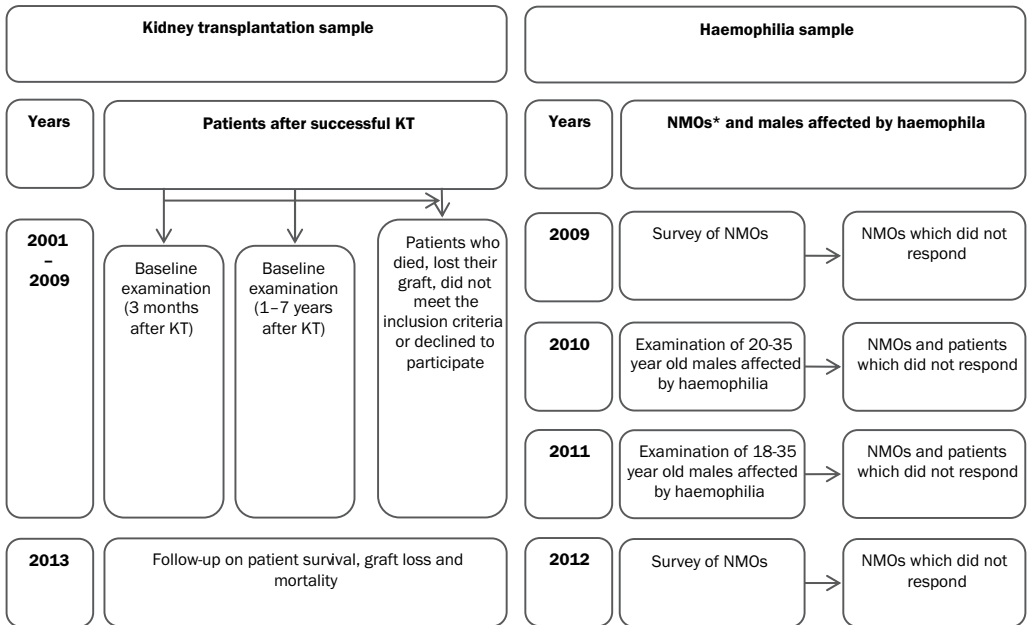 Kidney transplantation sample
Years
Patients after successful KT
2001
–
2009
Baseline
examination
(3 months
after KT)
Baseline
examination
(1–7 years
after KT)
Patients who
died, lost their
graft, did not
meet the
inclusion criteria
or declined to
participate
2013
Follow-up on patient survival, graft loss and
mortality
Haemophilia sample
Years
NMOs* and males affected by haemophila
2009
Survey of NMOs
NMOs which did not
respond
2010
Examination of 20-35
year old males affected
by haemophilia
NMOs and patients
which did not respond
2011
Examination of 18-35
year old males affected
by haemophilia
NMOs and patients
which did not respond
2012
Survey of NMOs
NMOs which did not
respond